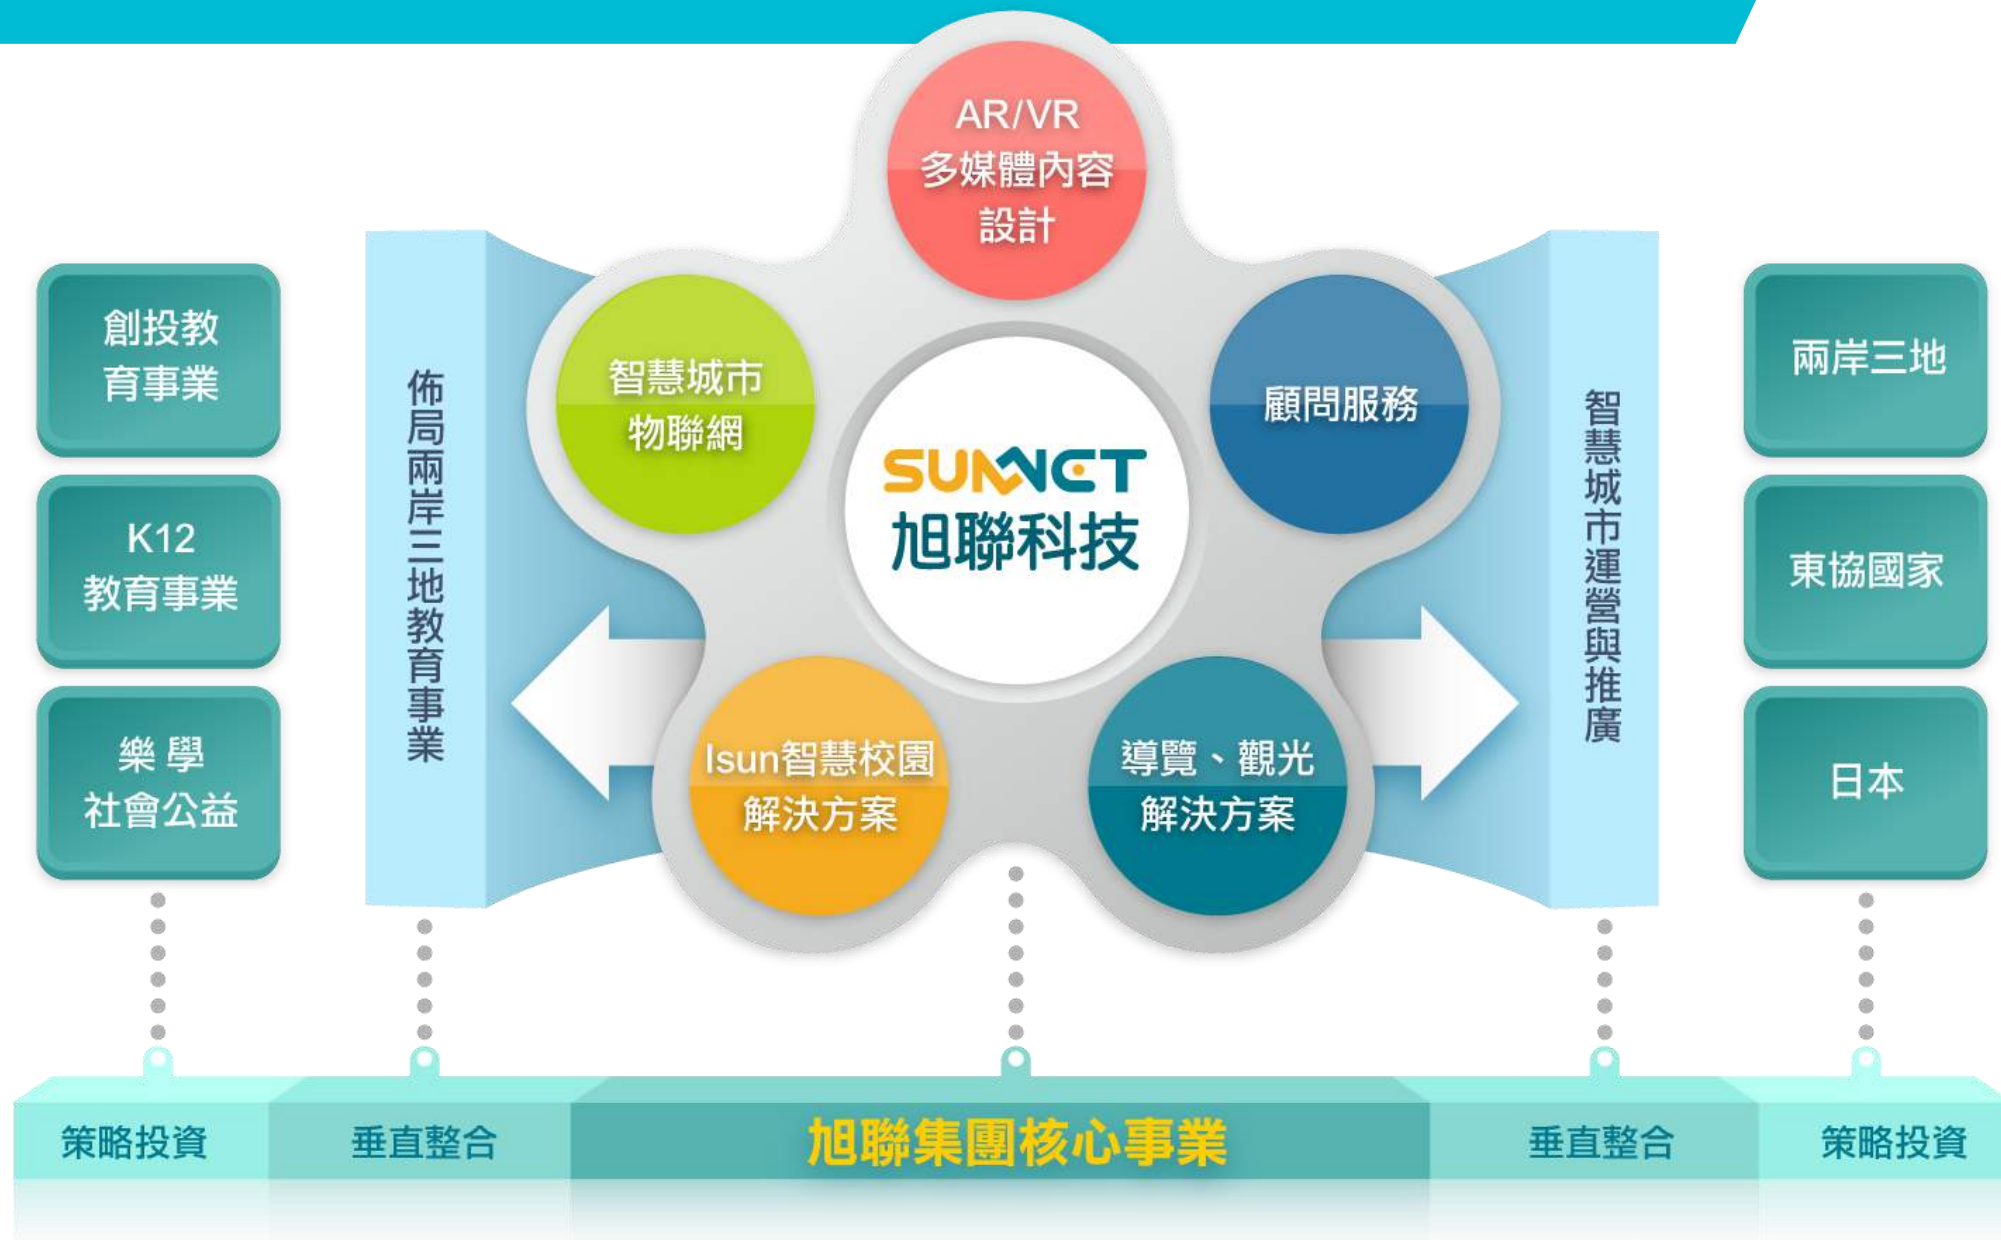 AR/VR
多媒體內容
設計
智慧城市
物聯網
顧問服務
SUNNET
旭聯科技
Isun智慧校園
解決方案
導覽、觀光
解決方案
創投教
育事業
K12
教育事業
樂 學
社會公益
佈局兩岸三地教育事業
智慧城市運營與推廣
兩岸三地
東協國家
日本
策略投資
垂直整合
旭聯集團核心事業
垂直整合
策略投資